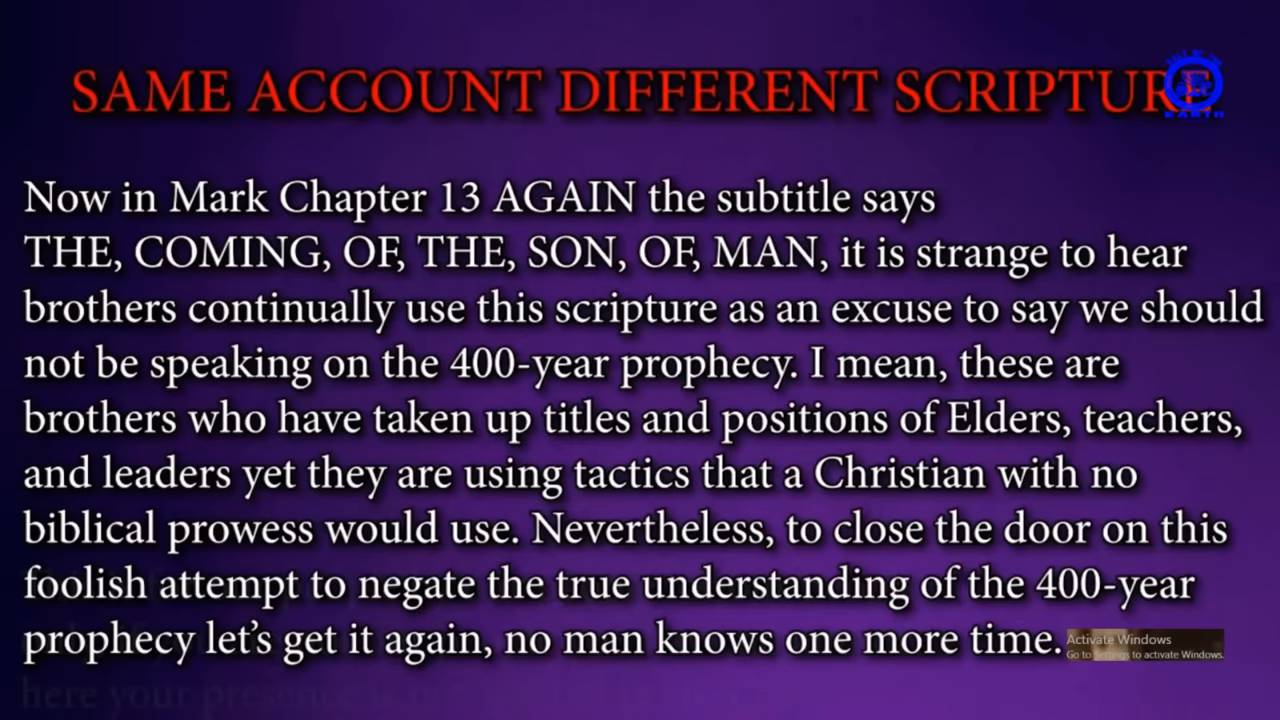 SAME ACCOUNT DIFFERENT SCRIPTURE
Now in Mark Chapter 13 AGAIN the subtitle says
THE, COMING, OF, THE, SON, OF, MAN, it is strange to hear
brothers continually use this scripture as an excuse to say we should
not be speaking on the 400-year prophecy. I mean, these are
brothers who have taken up titles and positions of Elders, teachers,
and leaders yet they are using tactics that a Christian with no
biblical prowess would use. Nevertheless, to close the door on this
foolish attempt to negate the true understanding of the 400-year
prophecy let’s get it again, no man knows one more time.
Activate Windows
Go to Settings to activate Windows.
here your presence
EARTH